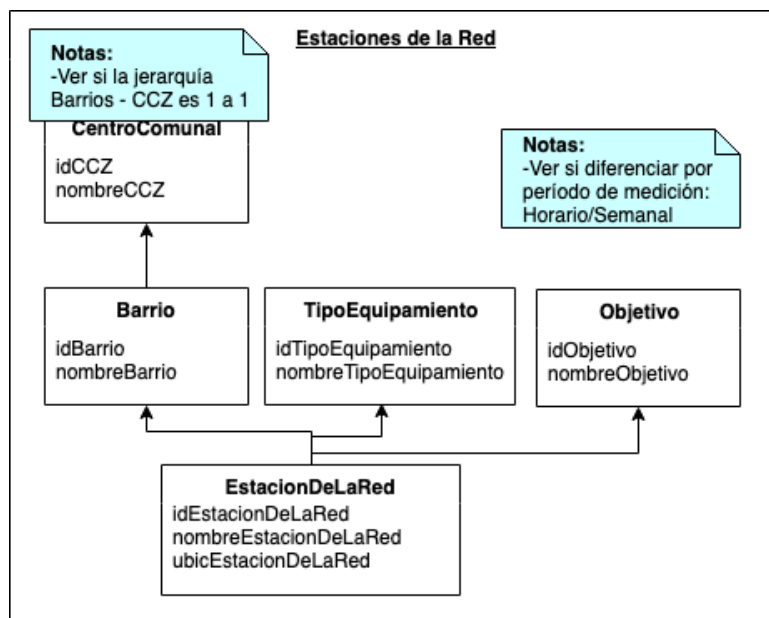 Estaciones de la Red
Notas:
-Ver si la jerarquía
Barrios - CCZ es 1 a 1
CentroComunal
idCCZ
nombreCCZ
Notas:
-Ver si diferenciar por
período de medición:
Horario/Semanal
Barrio
idBarrio
nombreBarrio
TipoEquipamiento
idTipoEquipamiento
nombreTipoEquipamiento
Objetivo
idObjetivo
nombreObjetivo
EstacionDeLaRed
idEstacionDeLaRed
nombreEstacionDeLaRed
ubicEstacionDeLaRed